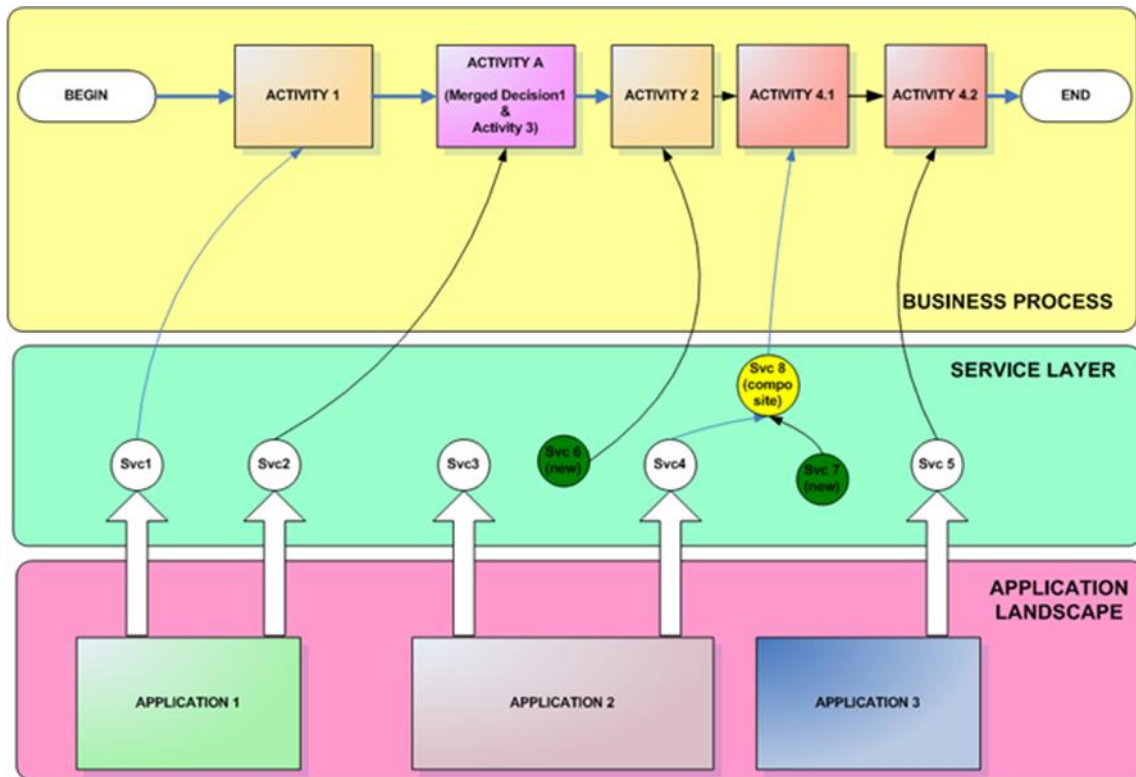 BEGIN
ACTIVITY 1
ACTIVITY A
(Merged Decision1
&
Activity 3)
ACTIVITY 2
ACTIVITY 4.1
ACTIVITY 4.2
END
BUSINESS PROCESS
SERVICE LAYER
Svc 8
(compo
site)
Svc1
Svc2
Svc3
Svc 6
(new)
Svc4
Svc 7
(new)
Svc 5
APPLICATION
LANDSCAPE
APPLICATION 1
APPLICATION 2
APPLICATION 3